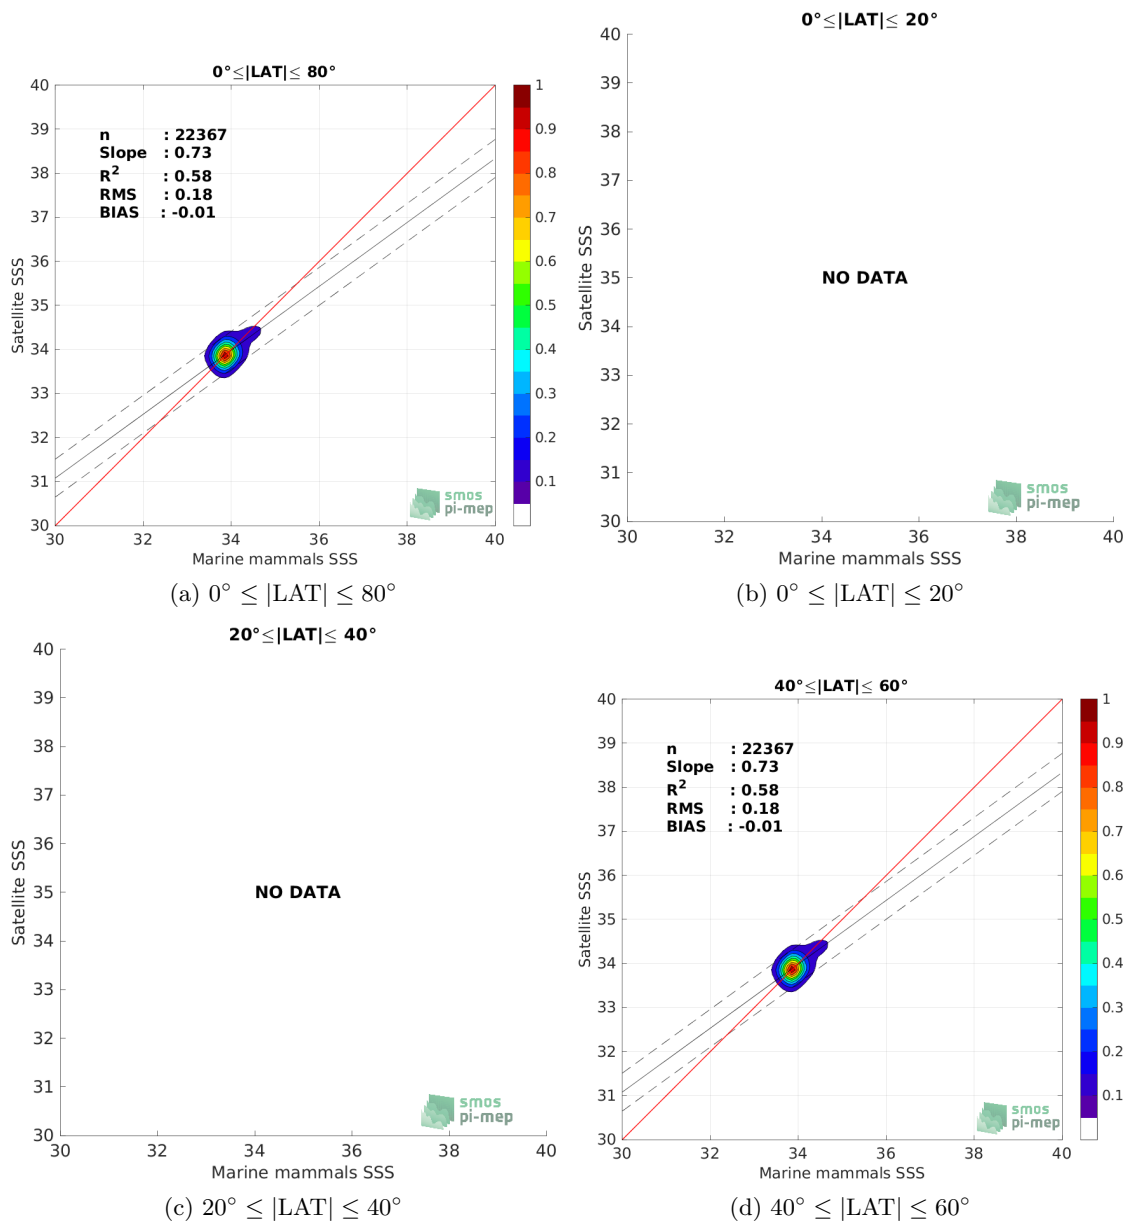 0°≤|LAT|≤ 80°
40
39
38
37
36
35
34
33
32
31
30
n : 22367
Slope : 0.73
R² : 0.58
RMS : 0.18
BIAS : -0.01
Satellite SSS
30 32 34 36 38 40
Marine mammals SSS
1
0.9
0.8
0.7
0.6
0.5
0.4
0.3
0.2
0.1
smos
pi-mep
(a) 0° ≤ |LAT| ≤ 80°
0°≤|LAT|≤ 20°
40
39
38
37
36
35
34
33
32
31
30
Satellite SSS
NO DATA
30 32 34 36 38 40
Marine mammals SSS
smos
pi-mep
(b) 0° ≤ |LAT| ≤ 20°
20°≤|LAT|≤ 40°
40
39
38
37
36
35
34
33
32
31
30
Satellite SSS
NO DATA
30 32 34 36 38 40
Marine mammals SSS
smos
pi-mep
(c) 20° ≤ |LAT| ≤ 40°
40°≤|LAT|≤ 60°
40
39
38
37
36
35
34
33
32
31
30
n : 22367
Slope : 0.73
R² : 0.58
RMS : 0.18
BIAS : -0.01
Satellite SSS
30 32 34 36 38 40
Marine mammals SSS
1
0.9
0.8
0.7
0.6
0.5
0.4
0.3
0.2
0.1
smos
pi-mep
(d) 40° ≤ |LAT| ≤ 60°